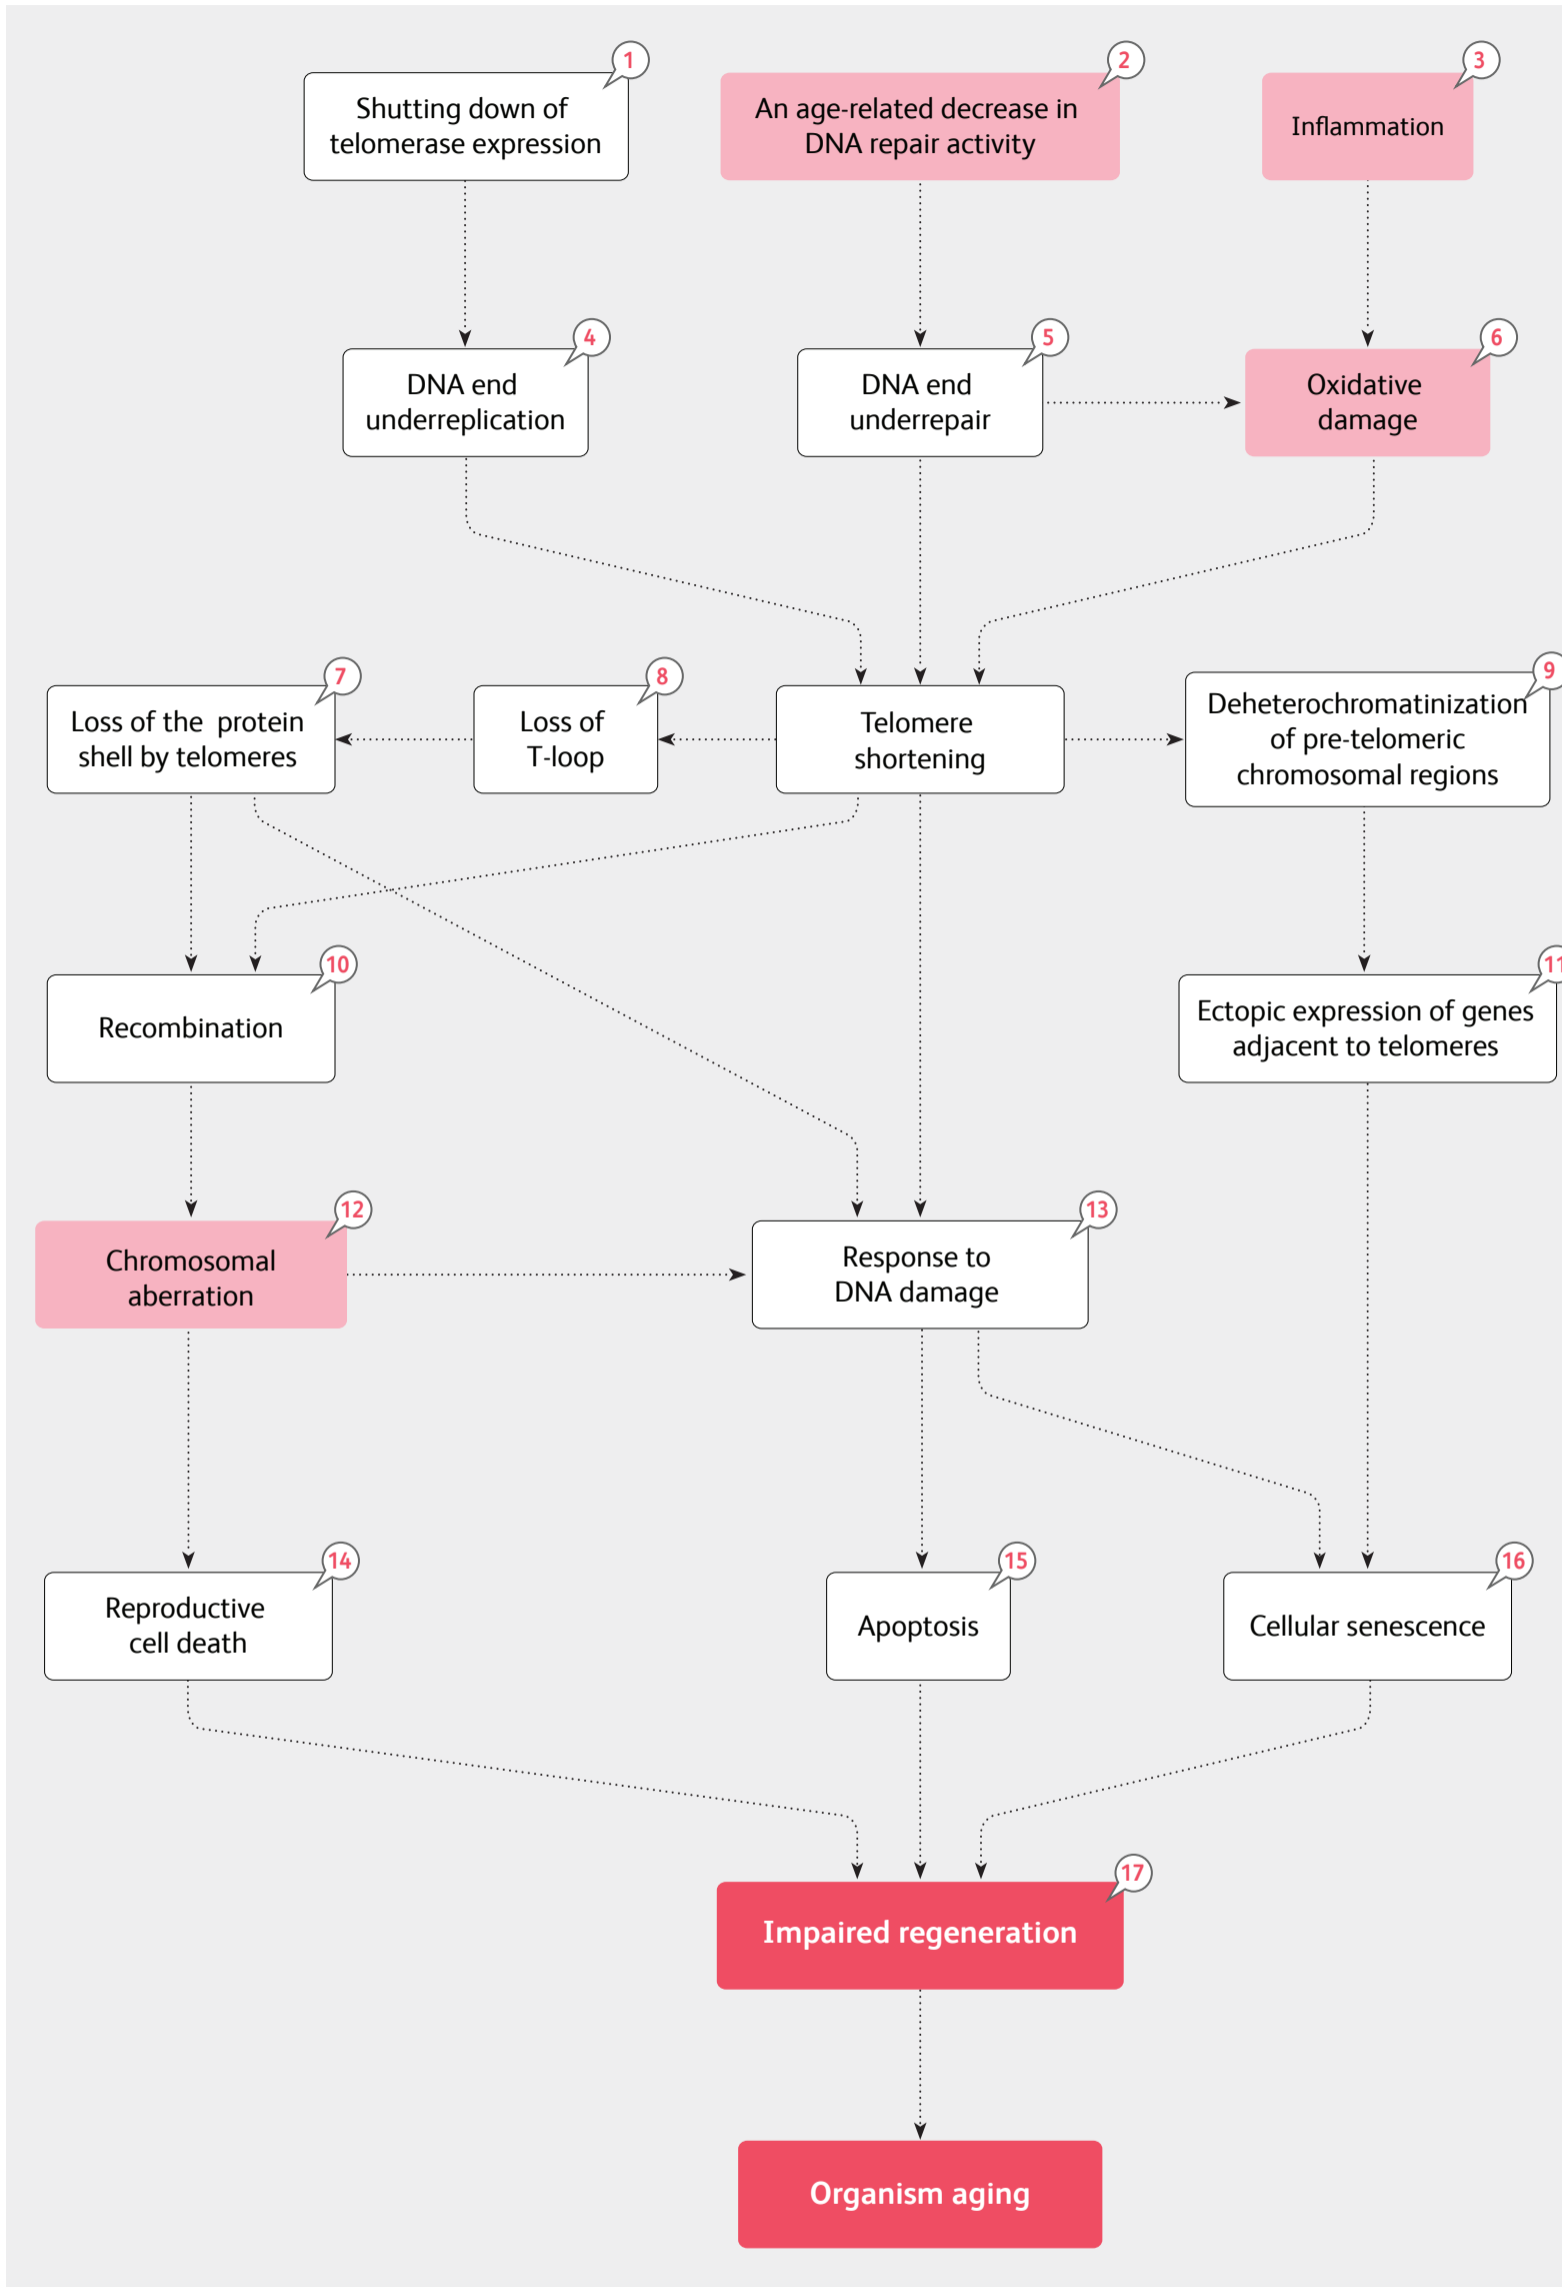 1
Shutting down of
telomerase expression
2
An age-related decrease in
DNA repair activity
3
Inflammation
4
DNA end
underreplication
5
DNA end
underrepair
6
Oxidative
damage
7
Loss of the protein
shell by telomeres
8
Loss of
T-loop
Telomere
shortening
9
Deheterochromatinization
of pre-telomeric
chromosomal regions
10
Recombination
11
Ectopic expression of genes
adjacent to telomeres
12
Chromosomal
aberration
13
Response to
DNA damage
14
Reproductive
cell death
15
Apoptosis
16
Cellular senescence
17
Impaired regeneration
Organism aging